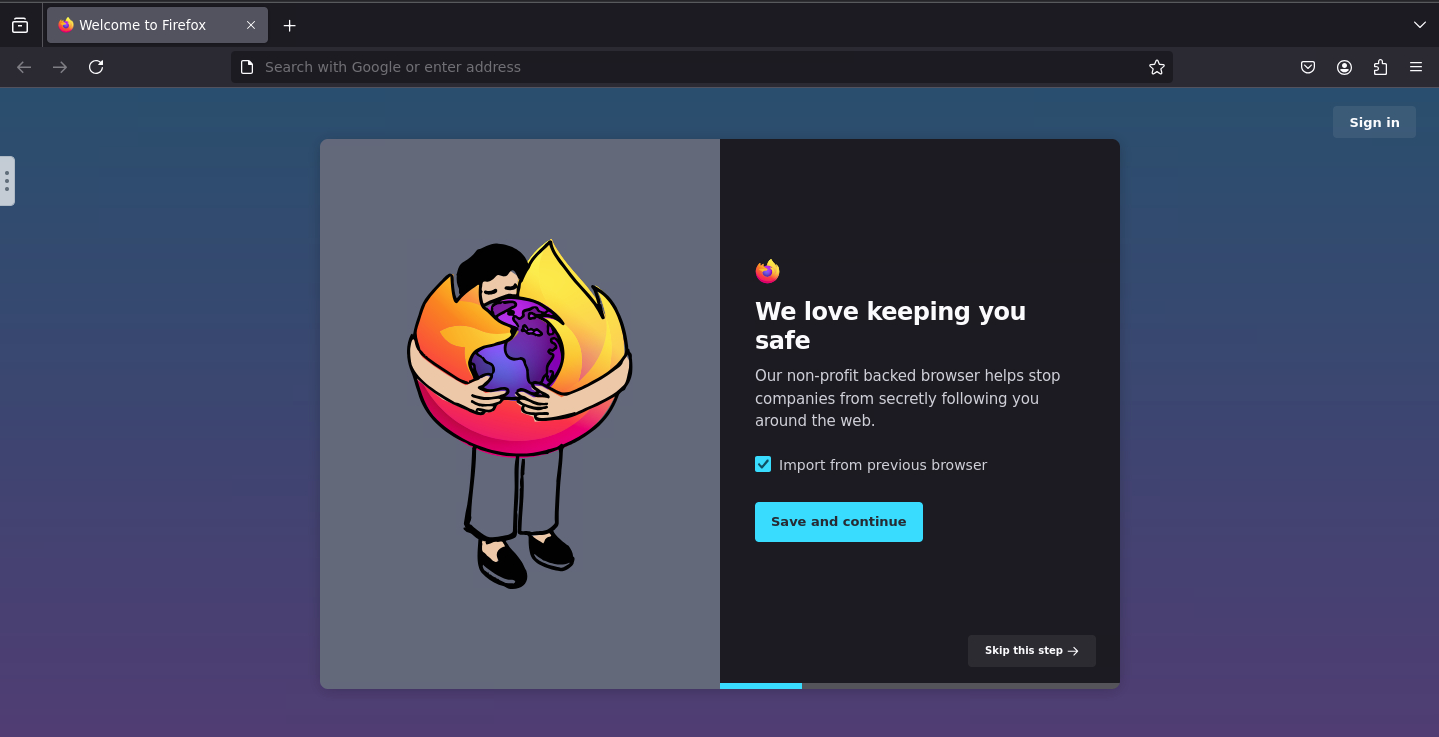 Welcome to Firefox
Search with Google or enter address
Sign in
We love keeping you
safe
Our non-profit backed browser helps stop
companies from secretly following you
around the web.
Import from previous browser
Save and continue
Skip this step